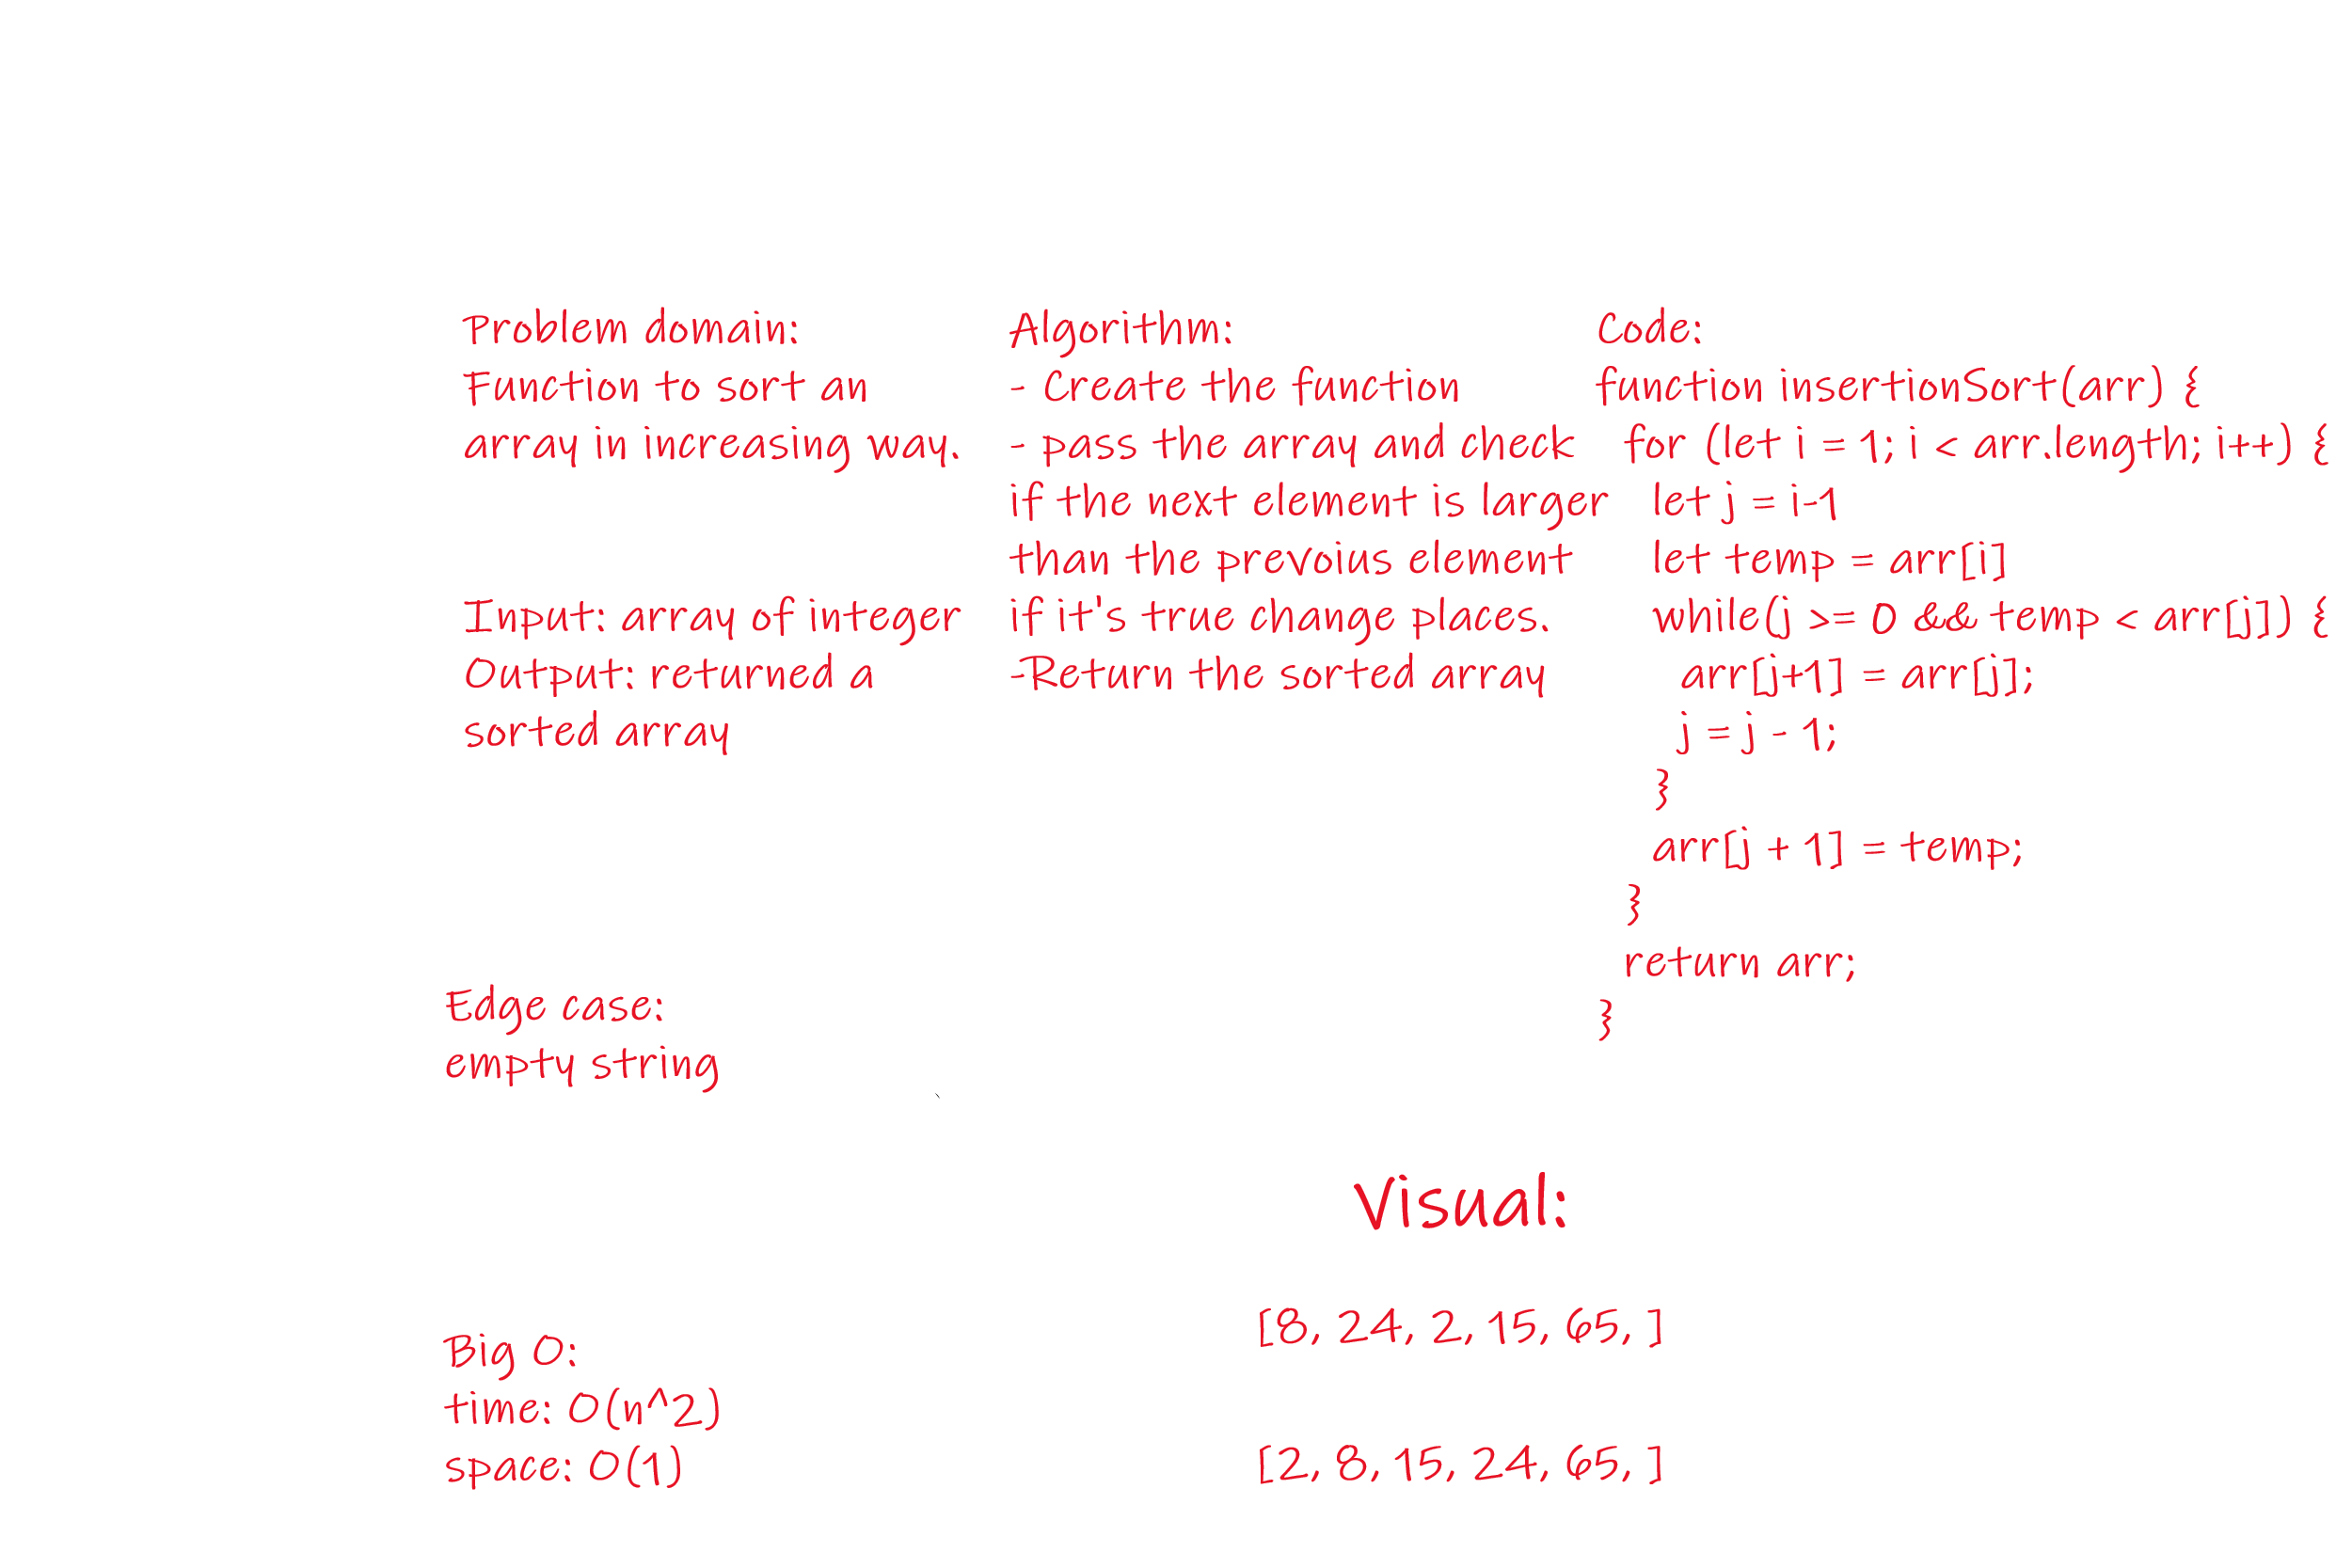 Problem domain:
Function to sort an
array in increasing way.
Input: array of integer
Output: returned a
sorted array
Edge case:
empty string
Big O:
time: O(n^2)
space: O(1)
Algorithm:
- Create the function
- pass the array and check
if the next element is larger
than the prevoius element
if it's true change places.
-Return the sorted array
Code:
function insertionSort(arr) {
for (let i = 1; i < arr.length; i++) {
let j = i-1
let temp = arr[i]
while(j >= 0 && temp < arr[j]) {
arr[j+1] = arr[j];
j = j - 1;
}
arr[j + 1] = temp;
}
return arr;
}
Visual:
[8, 24, 2, 15, 65, ]
[2, 8, 15, 24, 65, ]